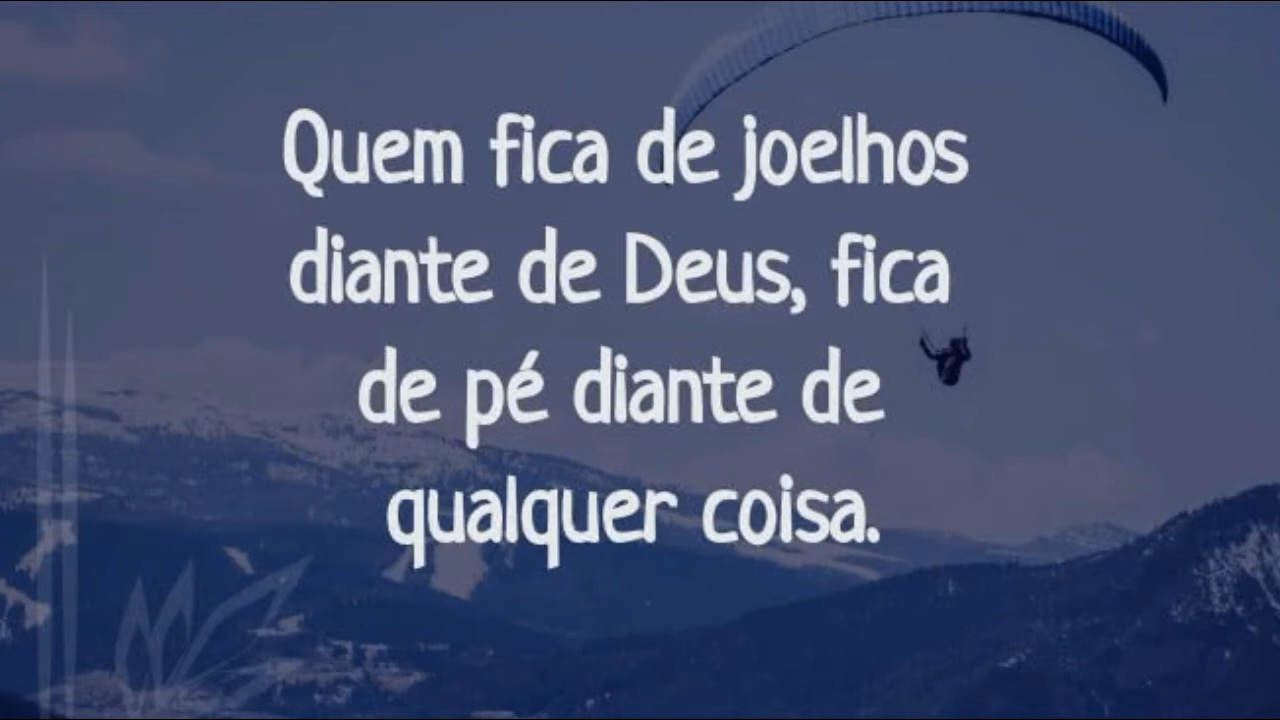 Quem fica de joelhos
diante de Deus, fica
de pé diante de
qualquer coisa.